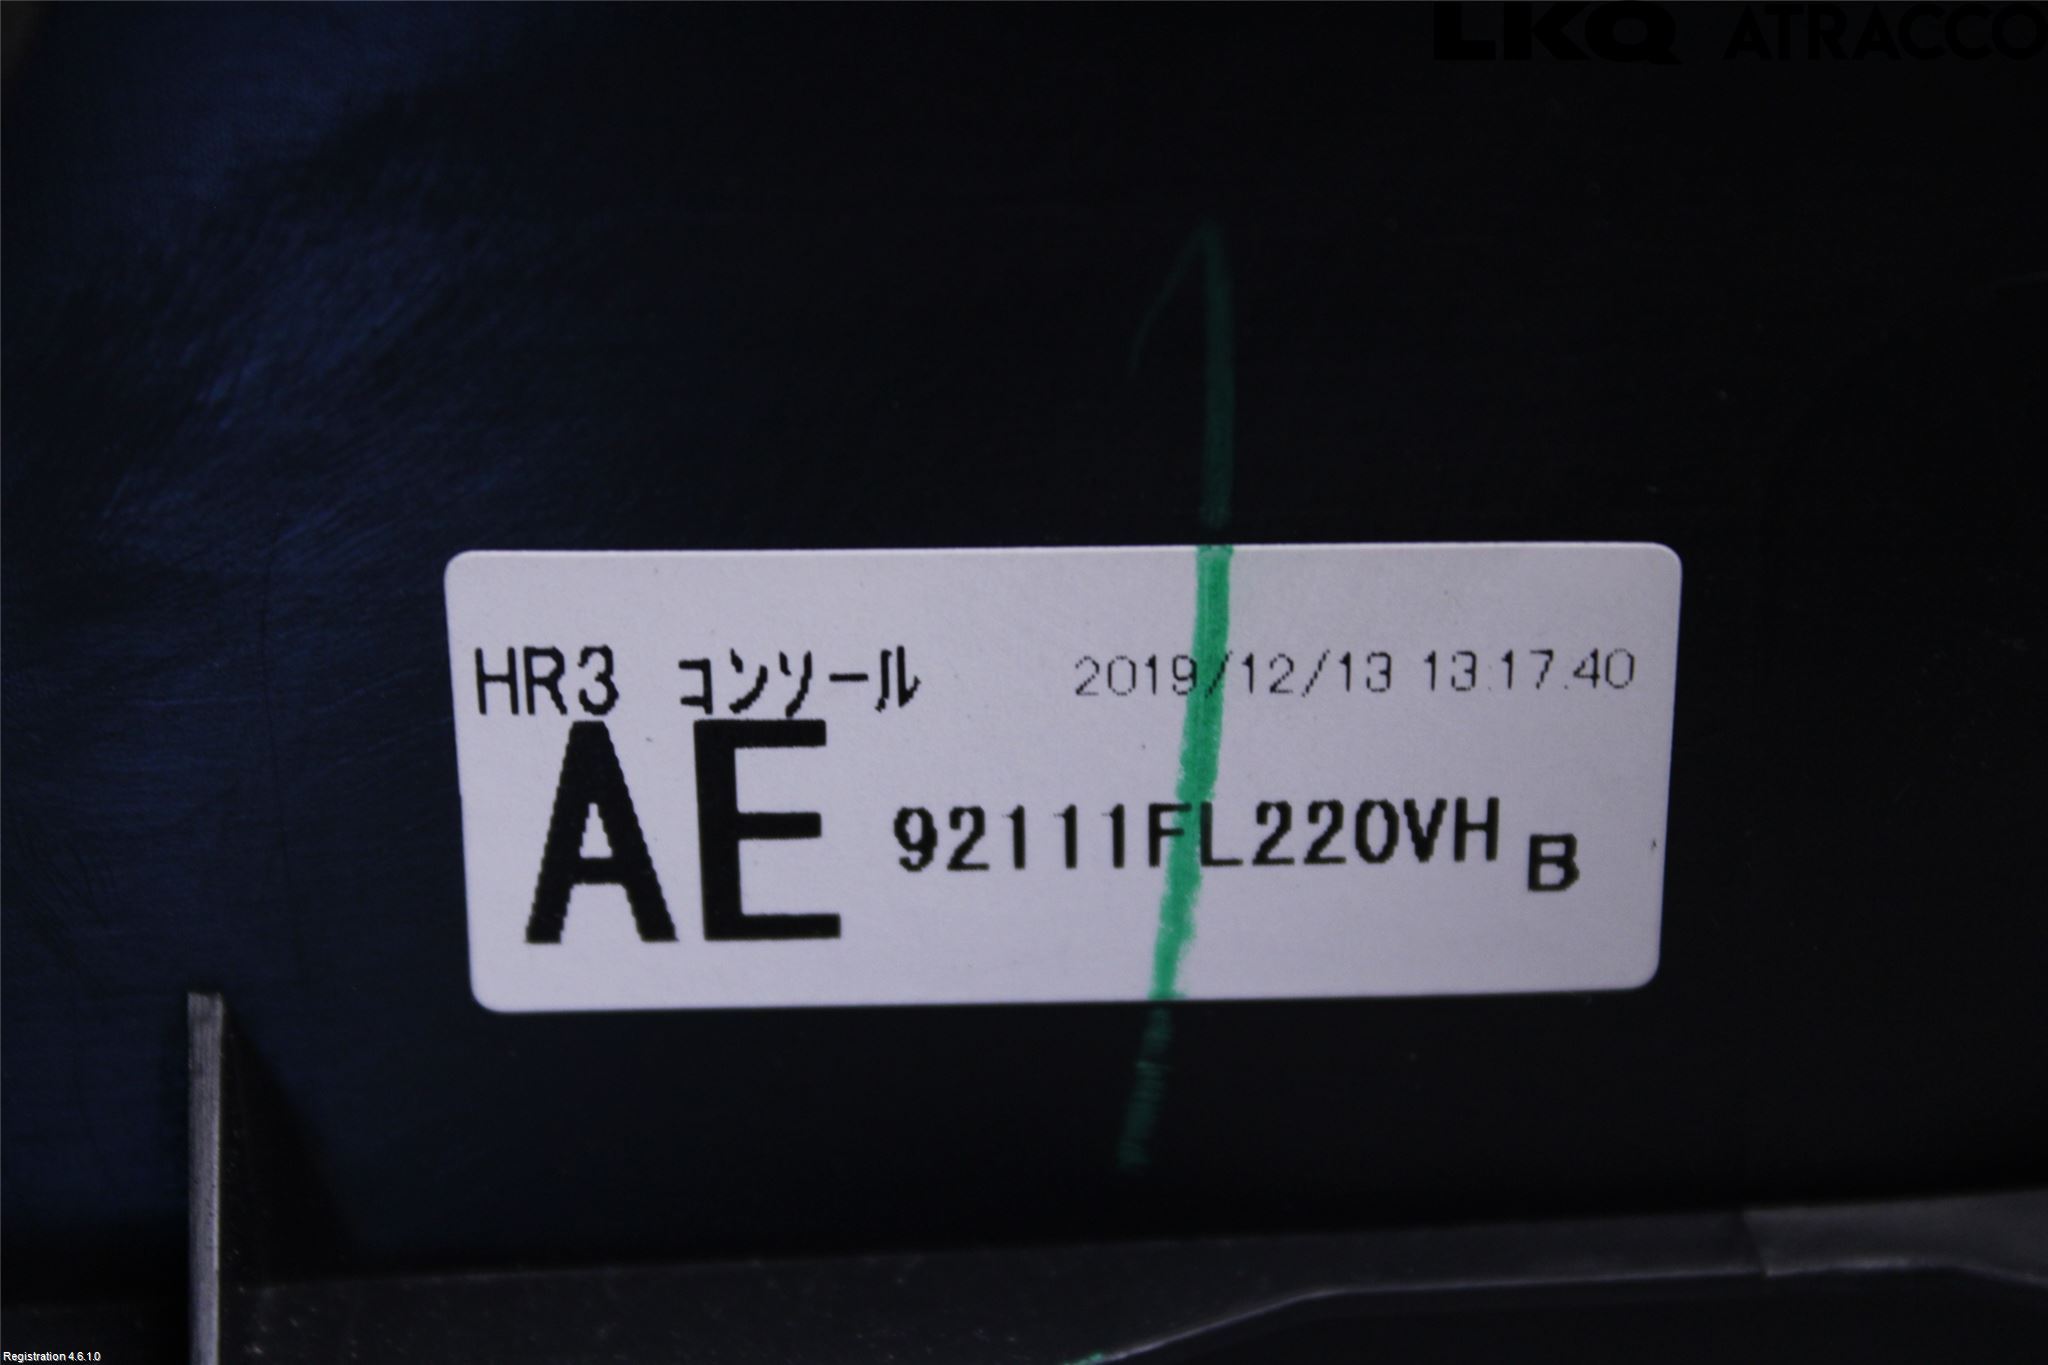 LKQ ATRACCO
HR3 コンソール 2019/12/13 13:17:40
AE 92111FL220VH B
Registration 4.6.1.0